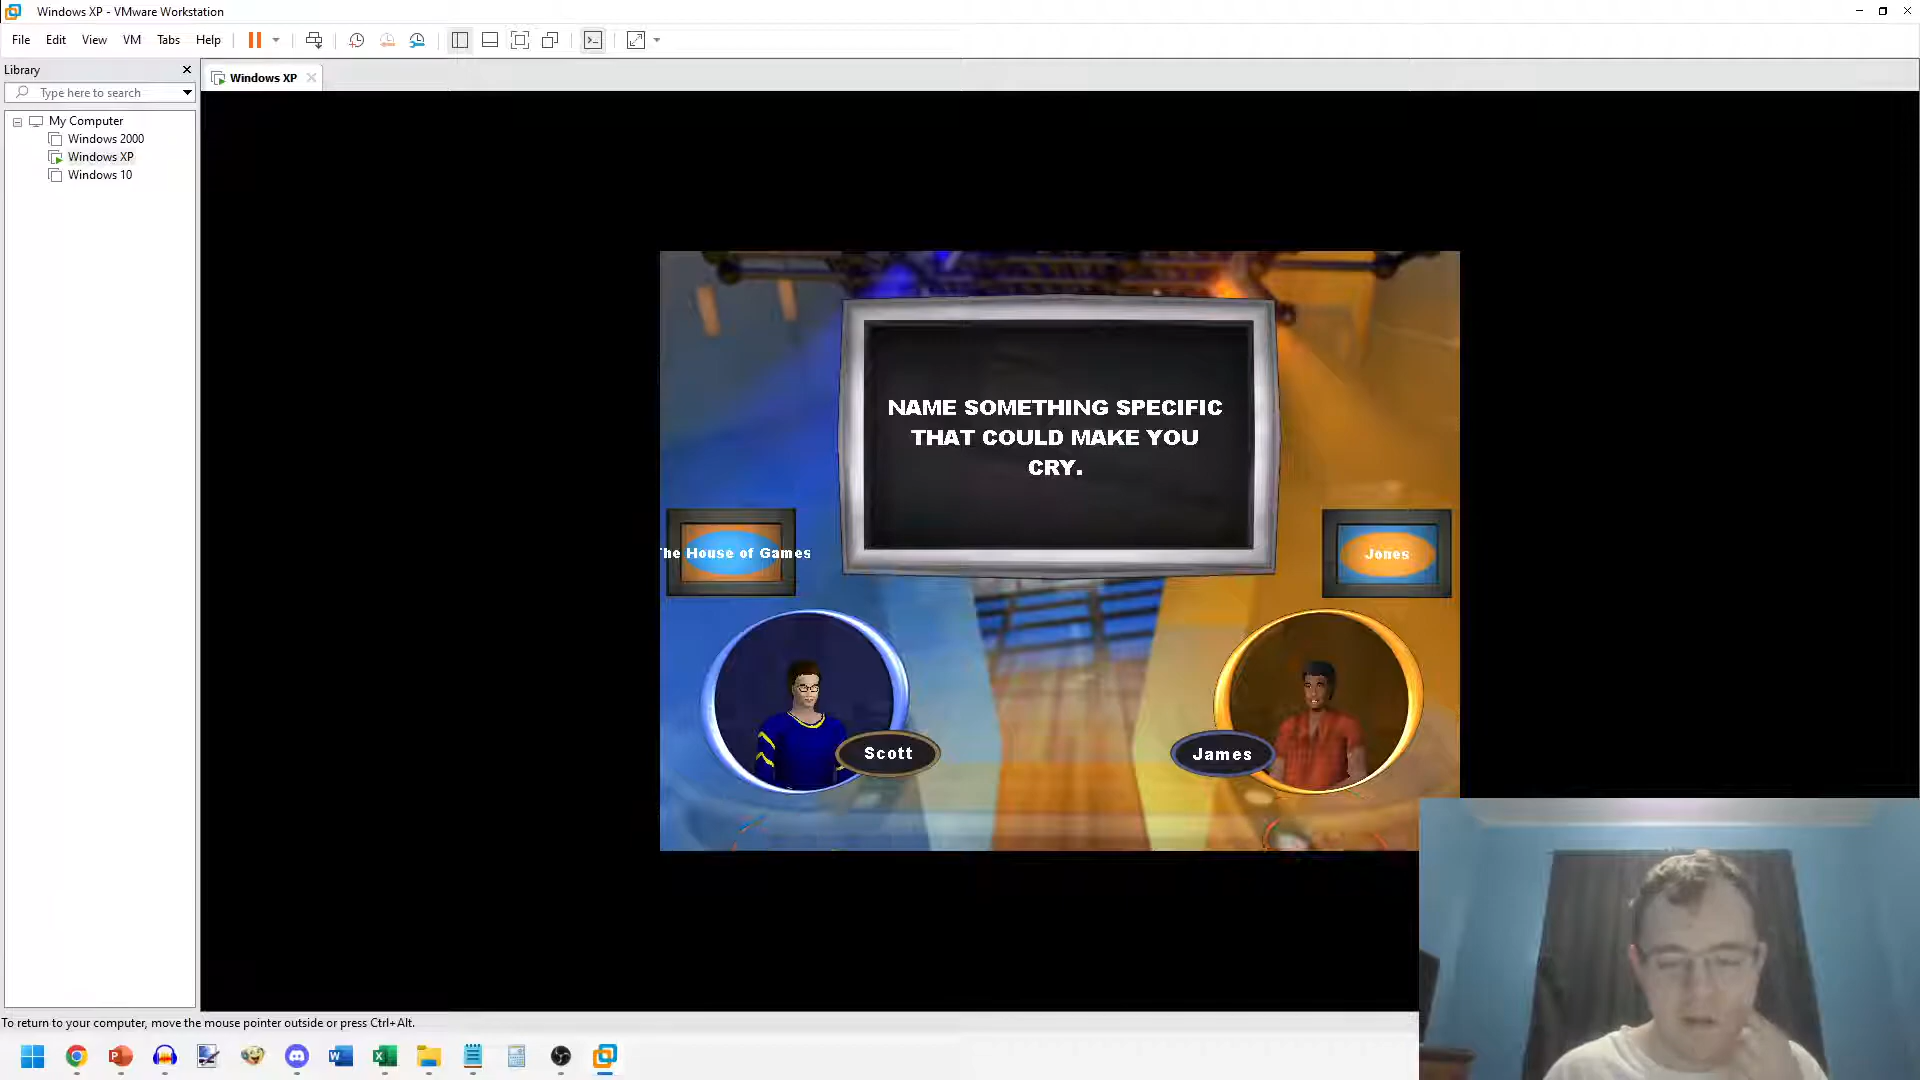 Windows XP - VMware Workstation
File Edit View VM Tabs Help
Library
Windows XP
Type here to search
My Computer
Windows 2000
Windows XP
Windows 10
NAME SOMETHING SPECIFIC
THAT COULD MAKE YOU
CRY.
The House of Games
Jones
Scott
James
To return to your computer, move the mouse pointer outside or press Ctrl+Alt.